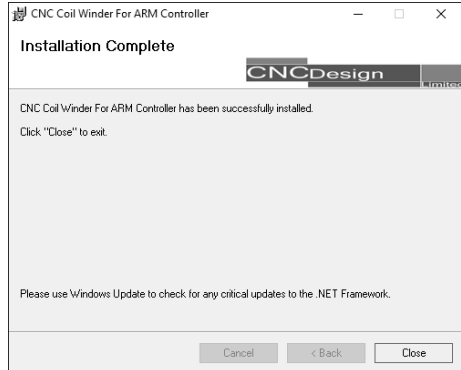 CNC Coil Winder For ARM Controller
Installation Complete
CNCDesign
Limited
CNC Coil Winder For ARM Controller has been successfully installed.
Click "Close" to exit.
Please use Windows Update to check for any critical updates to the .NET Framework.
Cancel < Back Close